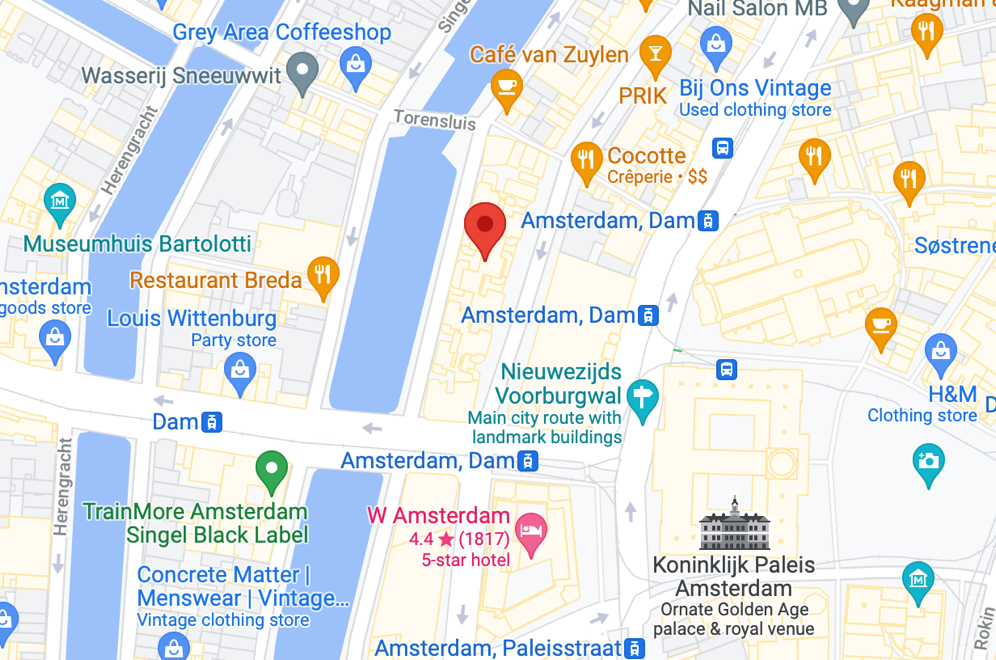 Kaagman &
Nail Salon MB
Singe
Grey Area Coffeeshop
Café van Zuylen
Wasserij Sneeuwwit
PRIK
Bij Ons Vintage
Used clothing store
Torensluis
Herengracht
Cocotte
Crêperie • $$
Amsterdam, Dam
Museumhuis Bartolotti
Søstrene
Restaurant Breda
msterdam
goods store
Louis Wittenburg
Party store
Amsterdam, Dam
Nieuwezijds
Voorburgwal
Main city route with
landmark buildings
H&M
Clothing store
D
Dam
Amsterdam, Dam
Herengracht
TrainMore Amsterdam
Singel Black Label
W Amsterdam
4.4 ★ (1817)
5-star hotel
Koninklijk Paleis
Amsterdam
Ornate Golden Age
palace & royal venue
Concrete Matter |
Menswear | Vintage...
Vintage clothing store
Rokin
Amsterdam, Paleisstraat